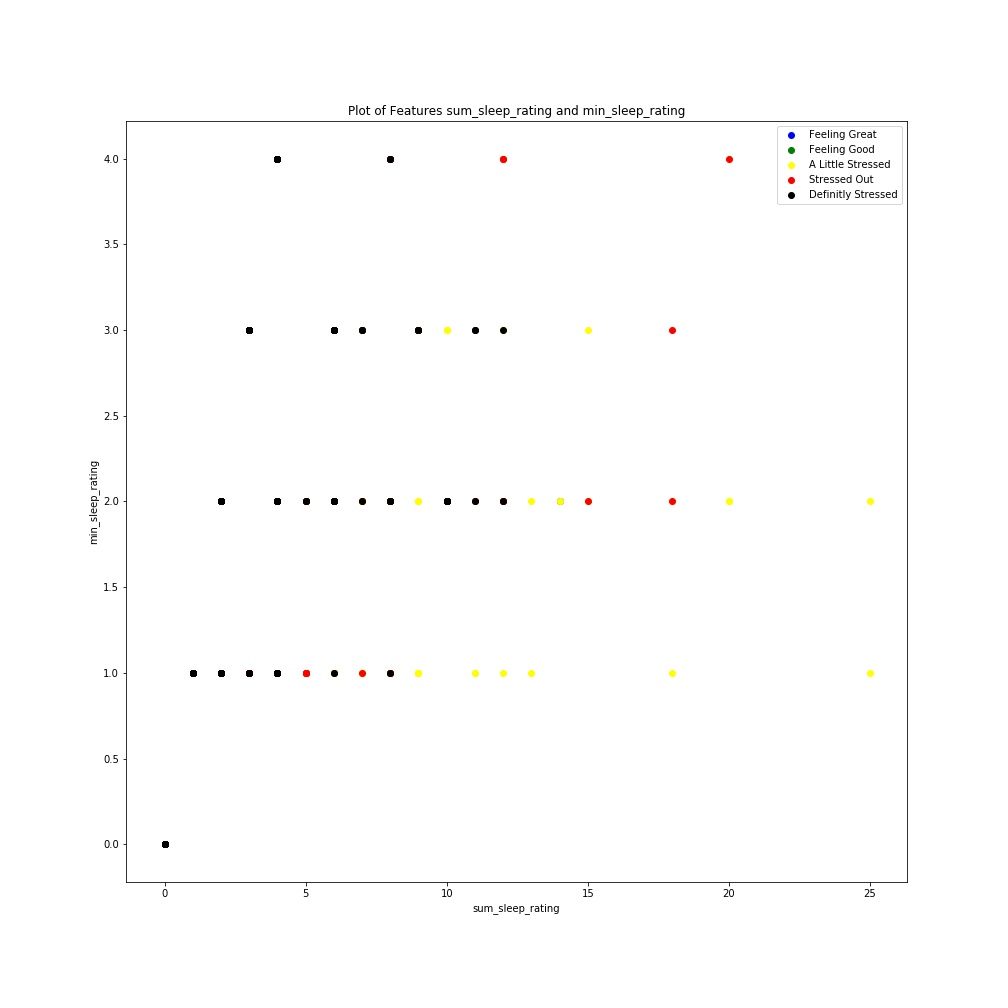 Plot of Features sum_sleep_rating and min_sleep_rating
Feeling Great
Feeling Good
A Little Stressed
Stressed Out
Definitly Stressed
4.0
3.5
3.0
2.5
2.0
1.5
1.0
0.5
0.0
min_sleep_rating
0 5 10 15 20 25
sum_sleep_rating